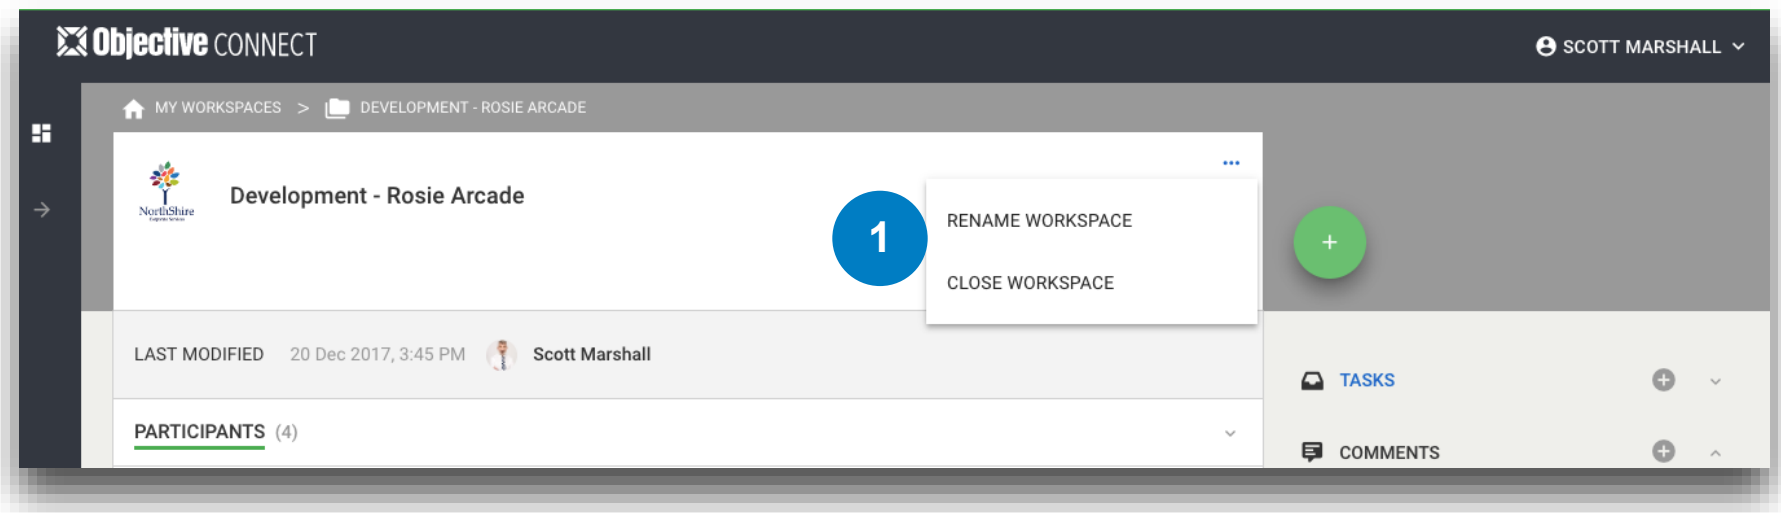 Objective CONNECT
SCOTT MARSHALL
MY WORKSPACES > DEVELOPMENT - ROSIE ARCADE
NorthShire
Development - Rosie Arcade
1
RENAME WORKSPACE
CLOSE WORKSPACE
+
LAST MODIFIED 20 Dec 2017, 3:45 PM Scott Marshall
TASKS
PARTICIPANTS (4)
COMMENTS